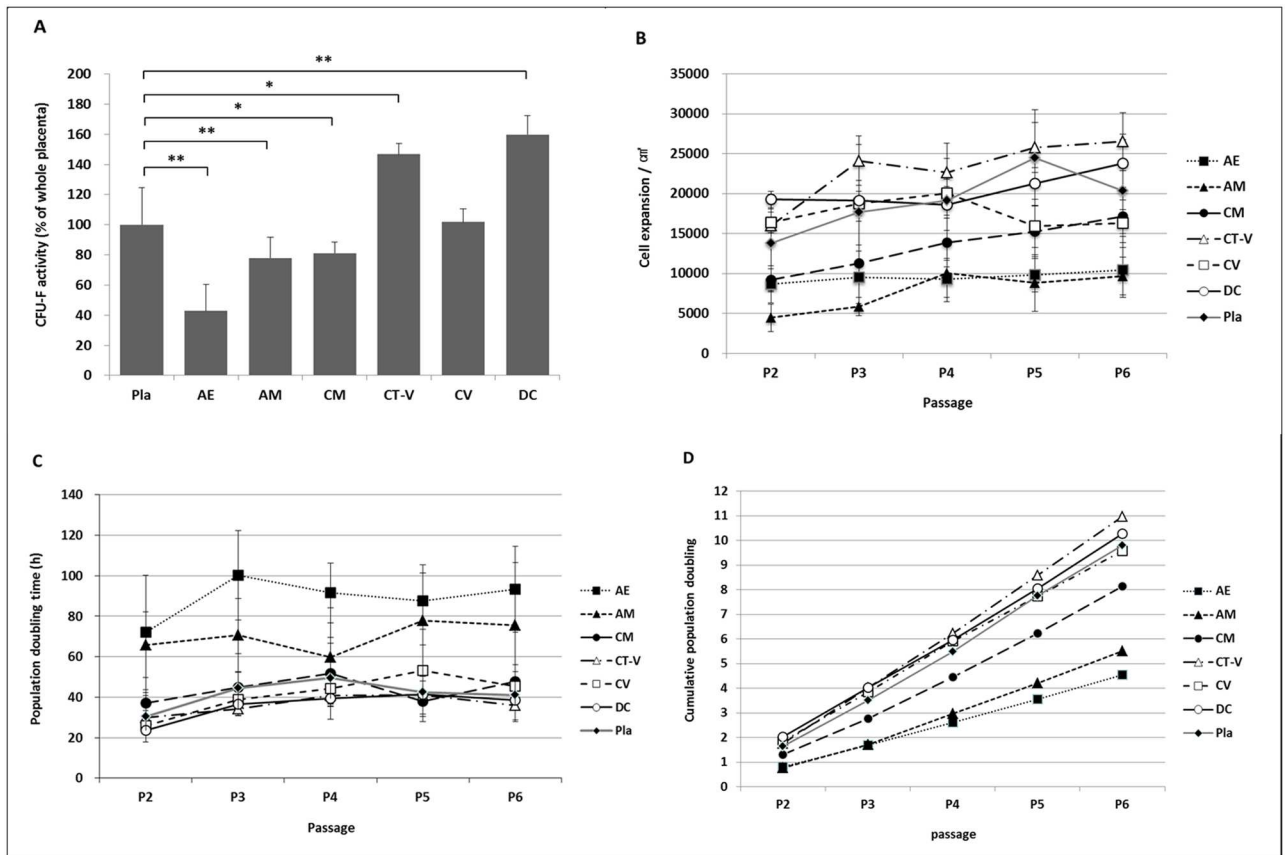 A
CFU-F activity (% of whole placenta)
200
180
160
140
120
100
80
60
40
20
0
**
*
*
**
**
Pla AE AM CM CT-V CV DC
B
Cell expansion / ㎠
35000
30000
25000
20000
15000
10000
5000
0
P2 P3 P4 P5 P6
Passage
AE
AM
CM
CT-V
CV
DC
Pla
C
Population doubling time (h)
140
120
100
80
60
40
20
0
P2 P3 P4 P5 P6
Passage
AE
AM
CM
CT-V
CV
DC
Pla
D
Cumulative population doubling
12
11
10
9
8
7
6
5
4
3
2
1
0
P2 P3 P4 P5 P6
passage
AE
AM
CM
CT-V
CV
DC
Pla